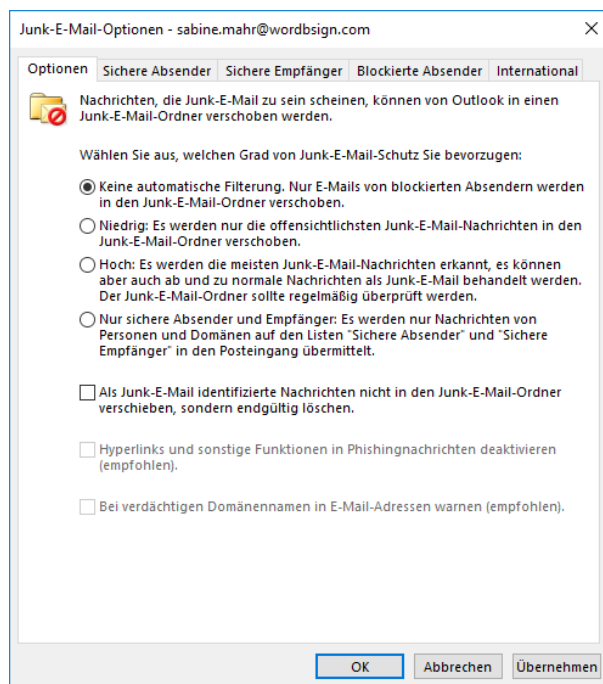 Junk-E-Mail-Optionen - sabine.mahr@wordbsign.com
Optionen Sichere Absender Sichere Empfänger Blockierte Absender International
Nachrichten, die Junk-E-Mail zu sein scheinen, können von Outlook in einen
Junk-E-Mail-Ordner verschoben werden.
Wählen Sie aus, welchen Grad von Junk-E-Mail-Schutz Sie bevorzugen:
Keine automatische Filterung. Nur E-Mails von blockierten Absendern werden
in den Junk-E-Mail-Ordner verschoben.
Niedrig: Es werden nur die offensichtlichsten Junk-E-Mail-Nachrichten in den
Junk-E-Mail-Ordner verschoben.
Hoch: Es werden die meisten Junk-E-Mail-Nachrichten erkannt, es können
aber auch ab und zu normale Nachrichten als Junk-E-Mail behandelt werden.
Der Junk-E-Mail-Ordner sollte regelmäßig überprüft werden.
Nur sichere Absender und Empfänger: Es werden nur Nachrichten von
Personen und Domänen auf den Listen "Sichere Absender" und "Sichere
Empfänger" in den Posteingang übermittelt.
Als Junk-E-Mail identifizierte Nachrichten nicht in den Junk-E-Mail-Ordner
verschieben, sondern endgültig löschen.
Hyperlinks und sonstige Funktionen in Phishingnachrichten deaktivieren
(empfohlen).
Bei verdächtigen Domänennamen in E-Mail-Adressen warnen (empfohlen).
OK Abbrechen Übernehmen